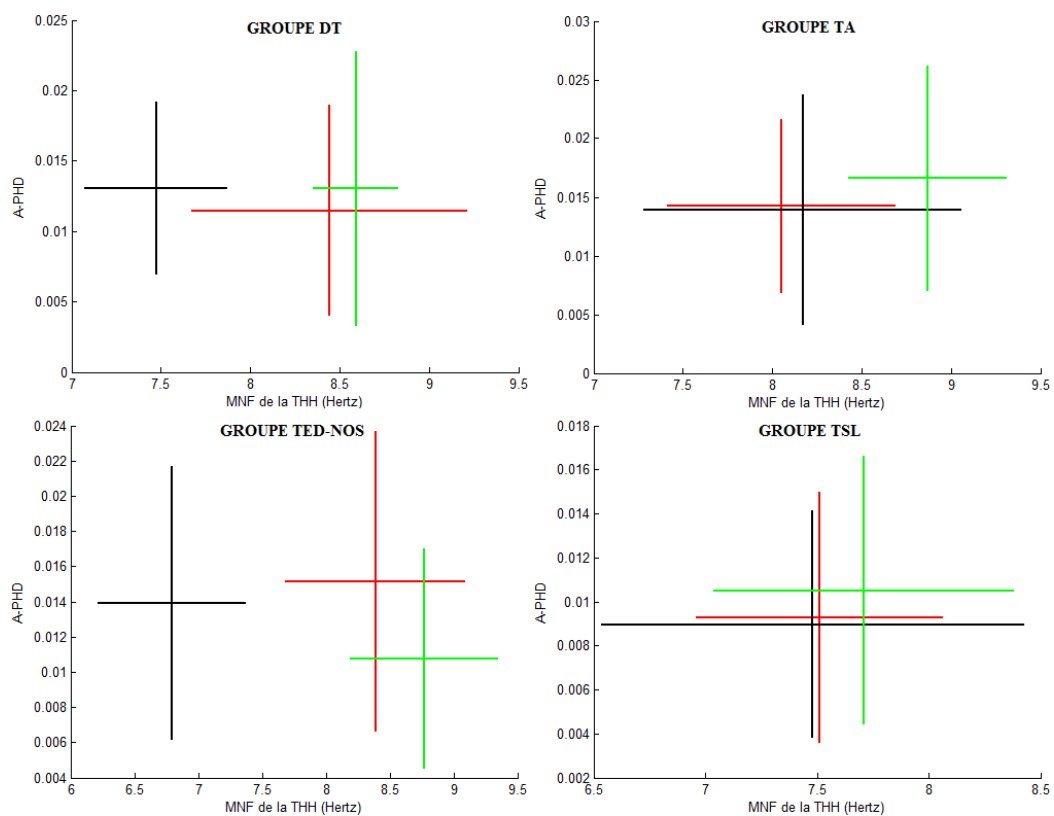 GROUPE DT
0.025
0.02
0.015
0.01
0.005
0
A-PHD
7 7.5 8 8.5 9 9.5
MNF de la THH (Hertz)
GROUPE TA
0.03
0.025
0.02
0.015
0.01
0.005
0
A-PHD
7 7.5 8 8.5 9 9.5
MNF de la THH (Hertz)
GROUPE TED-NOS
0.024
0.022
0.02
0.018
0.016
0.014
0.012
0.01
0.008
0.006
0.004
A-PHD
6 6.5 7 7.5 8 8.5 9 9.5
MNF de la THH (Hertz)
GROUPE TSL
0.018
0.016
0.014
0.012
0.01
0.008
0.006
0.004
0.002
A-PHD
6.5 7 7.5 8 8.5
MNF de la THH (Hertz)